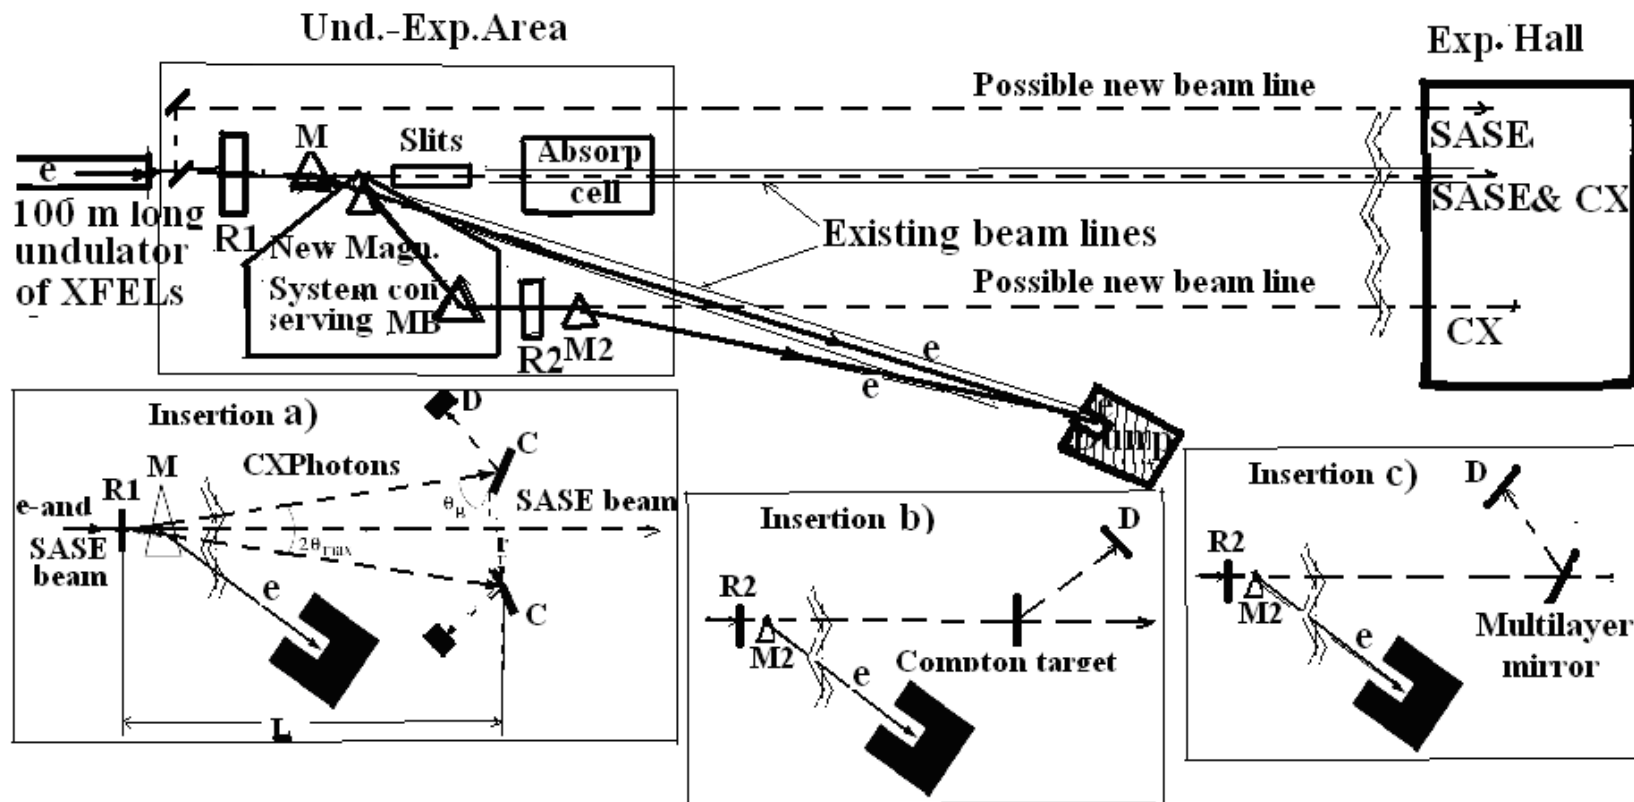 Und.-Exp.Area
Exp. Hall
Possible new beam line
M
Slits
Absorp
cell
SASE
e
SASE& CX
100 m long
undulator
of XFELs
R1
New Magn.
System con
serving MB
Existing beam lines
Possible new beam line
R2
M2
CX
e
e
Insertion a)
D
C
M
CXPhotons
R1
e-and
SASE
beam
θB
SASE beam
2θmax
r
e
C
L
Insertion b)
D
R2
M2
e
Compton target
Dump
Insertion c)
D
R2
M2
e
Multilayer
mirror